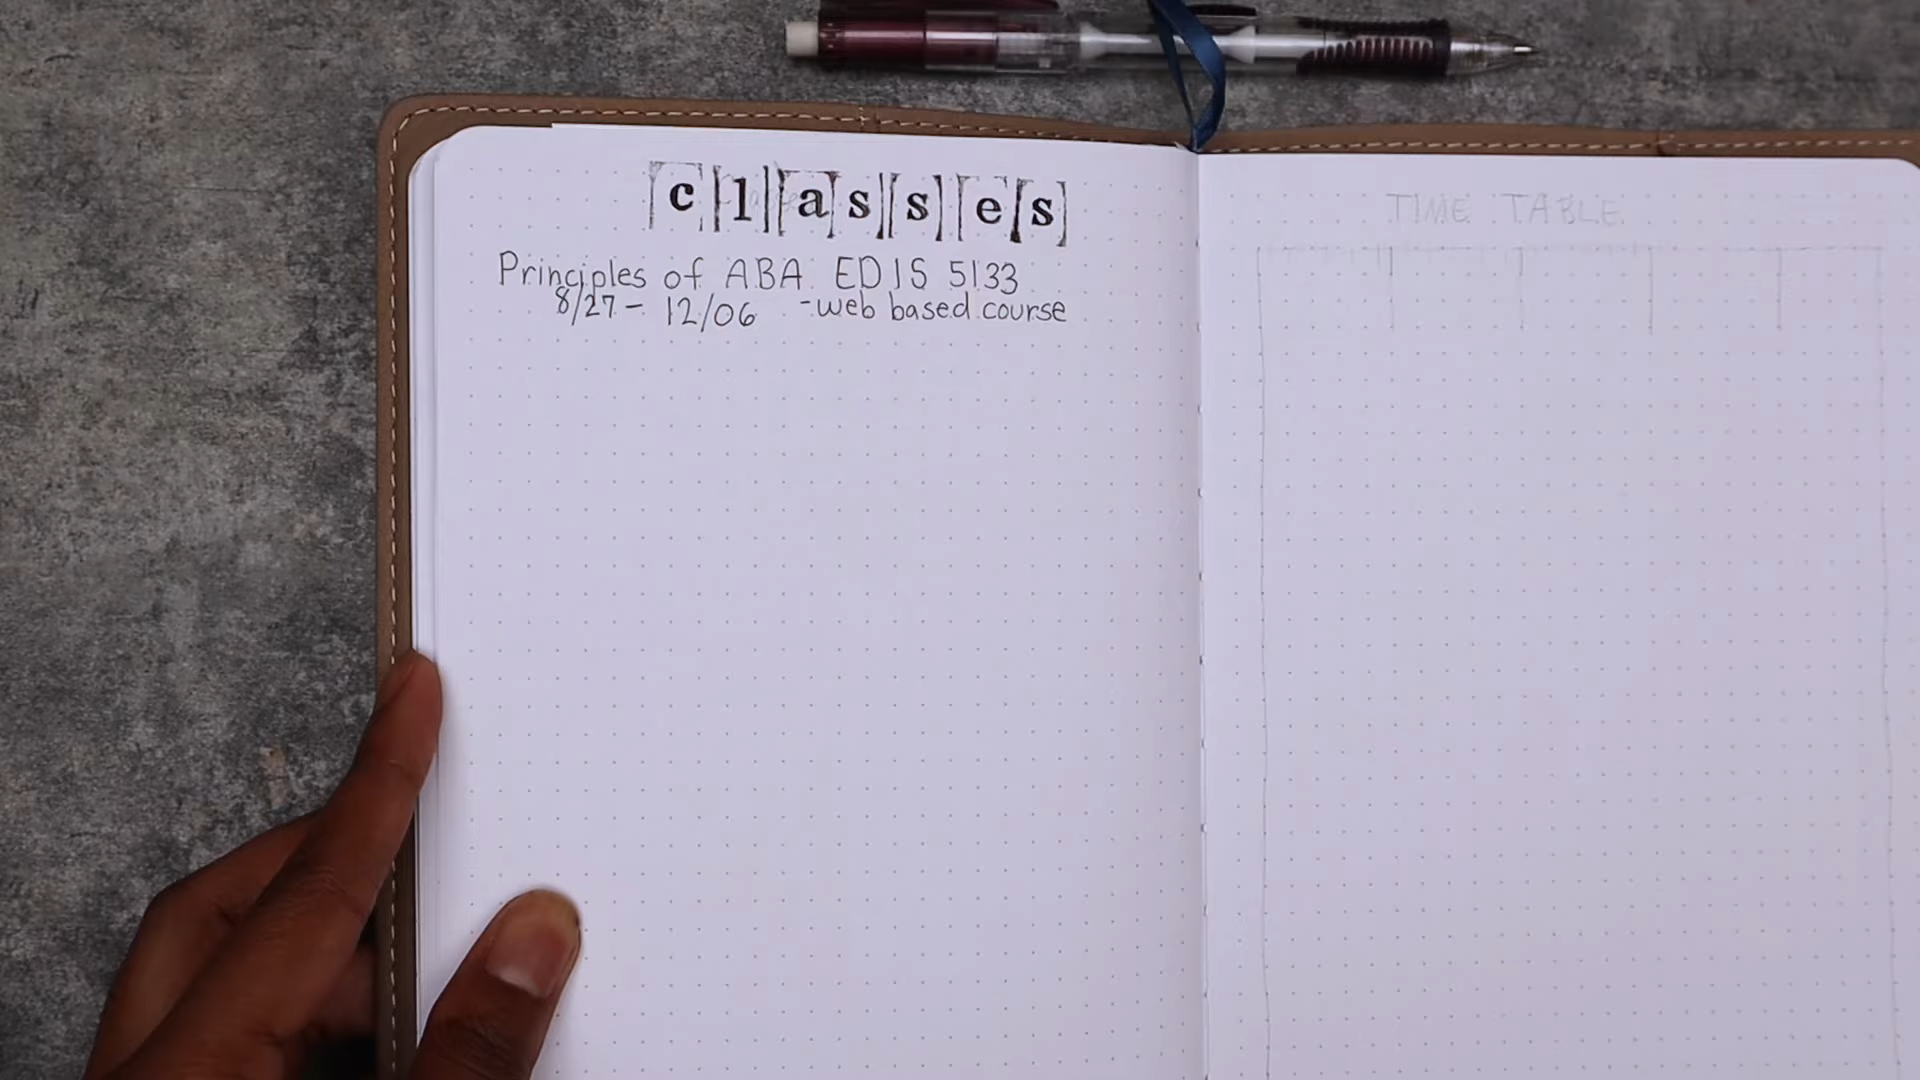 classes
Principles of ABA EDIS 5133
8/27 - 12/06 -web based course
TIME TABLE